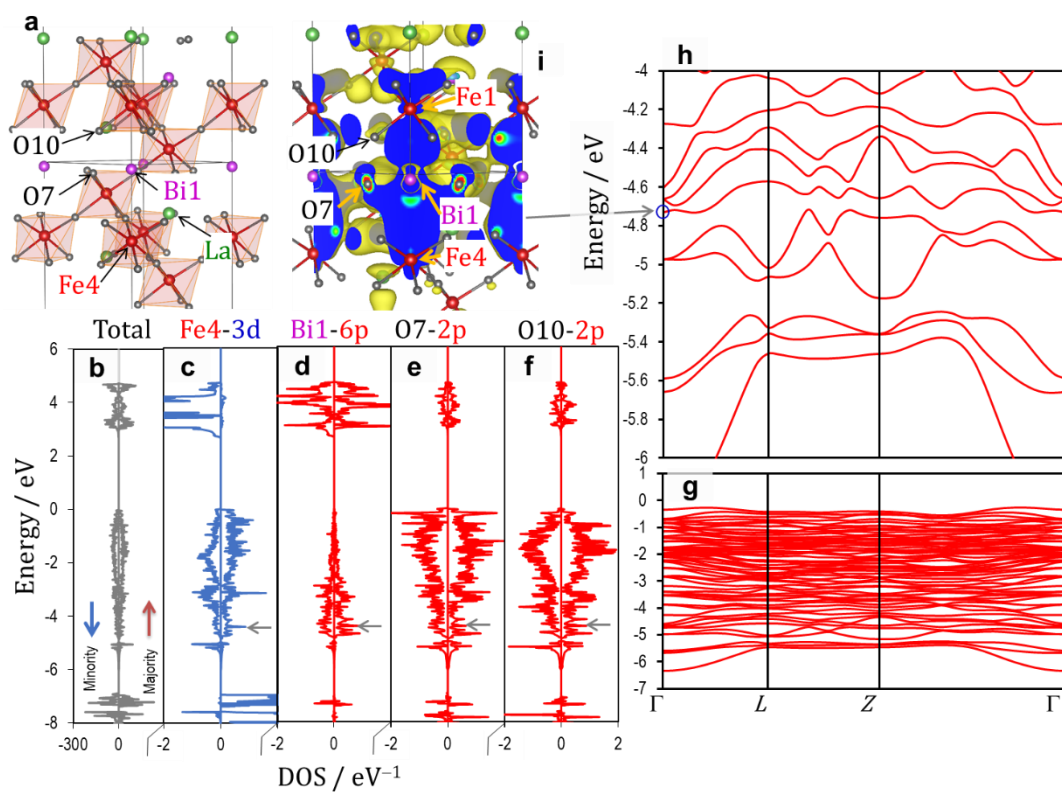 a
O10
O7
Bi1
La
Fe4
i
Fe1
O10
O7
Bi1
Fe4
h
Energy / eV
-4
-4.2
-4.4
-4.6
-4.8
-5
-5.2
-5.4
-5.6
-5.8
-6
Total
Fe4-3d
Bi1-6p
O7-2p
O10-2p
b
c
d
e
f
Energy / eV
6
4
2
0
-2
-4
-6
-8
Minority
Majority
-300 0 -2 0 -2 0 -2 0 -2 0 2
DOS / eV⁻¹
g
1
0
-1
-2
-3
-4
-5
-6
-7
Γ L Z Γ